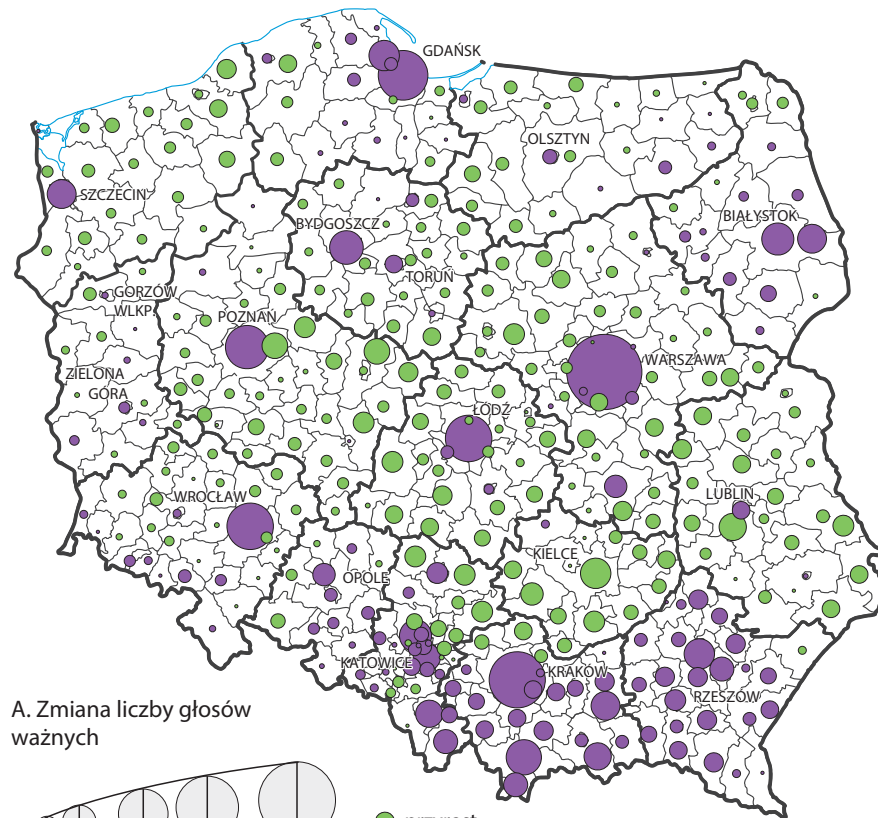 GDAŃSK
OLSZTYN
SZCZECIN
BIAŁYSTOK
BYDGOSZCZ
TORUŃ
GORZÓW
WLKP
POZNAŃ
WARSZAWA
ZIELONA
GÓRA
ŁÓDŹ
WROCŁAW
LUBLIN
KIELCE
OPOLE
KATOWICE
KRAKÓW
RZESZÓW
A. Zmiana liczby głosów
ważnych